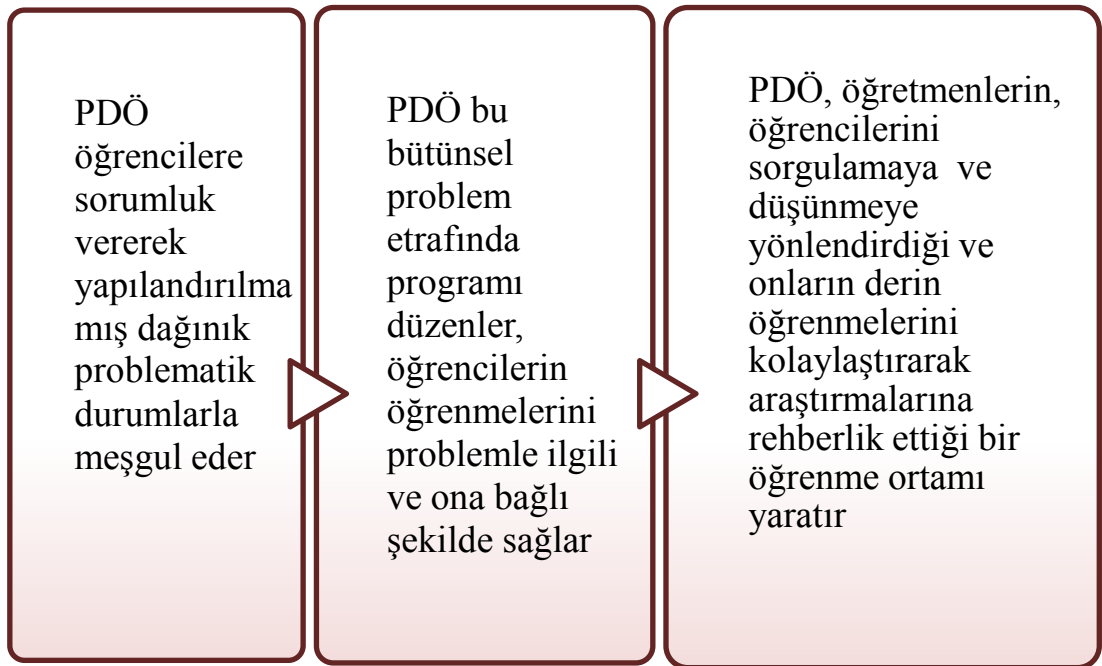 PDÖ
öğrencilere
sorumluk
vererek
yapılandırılma
mış dağınık
problematik
durumlarla
meşgul eder
PDÖ bu
bütünsel
problem
etrafında
programı
düzenler,
öğrencilerin
öğrenmelerini
problemle ilgili
ve ona bağlı
şekilde sağlar
PDÖ, öğretmenlerin,
öğrencilerini
sorgulamaya ve
düşünmeye
yönlendirdiği ve
onların derin
öğrenmelerini
kolaylaştırarak
araştırmalarına
rehberlik ettiği bir
öğrenme ortamı
yaratır